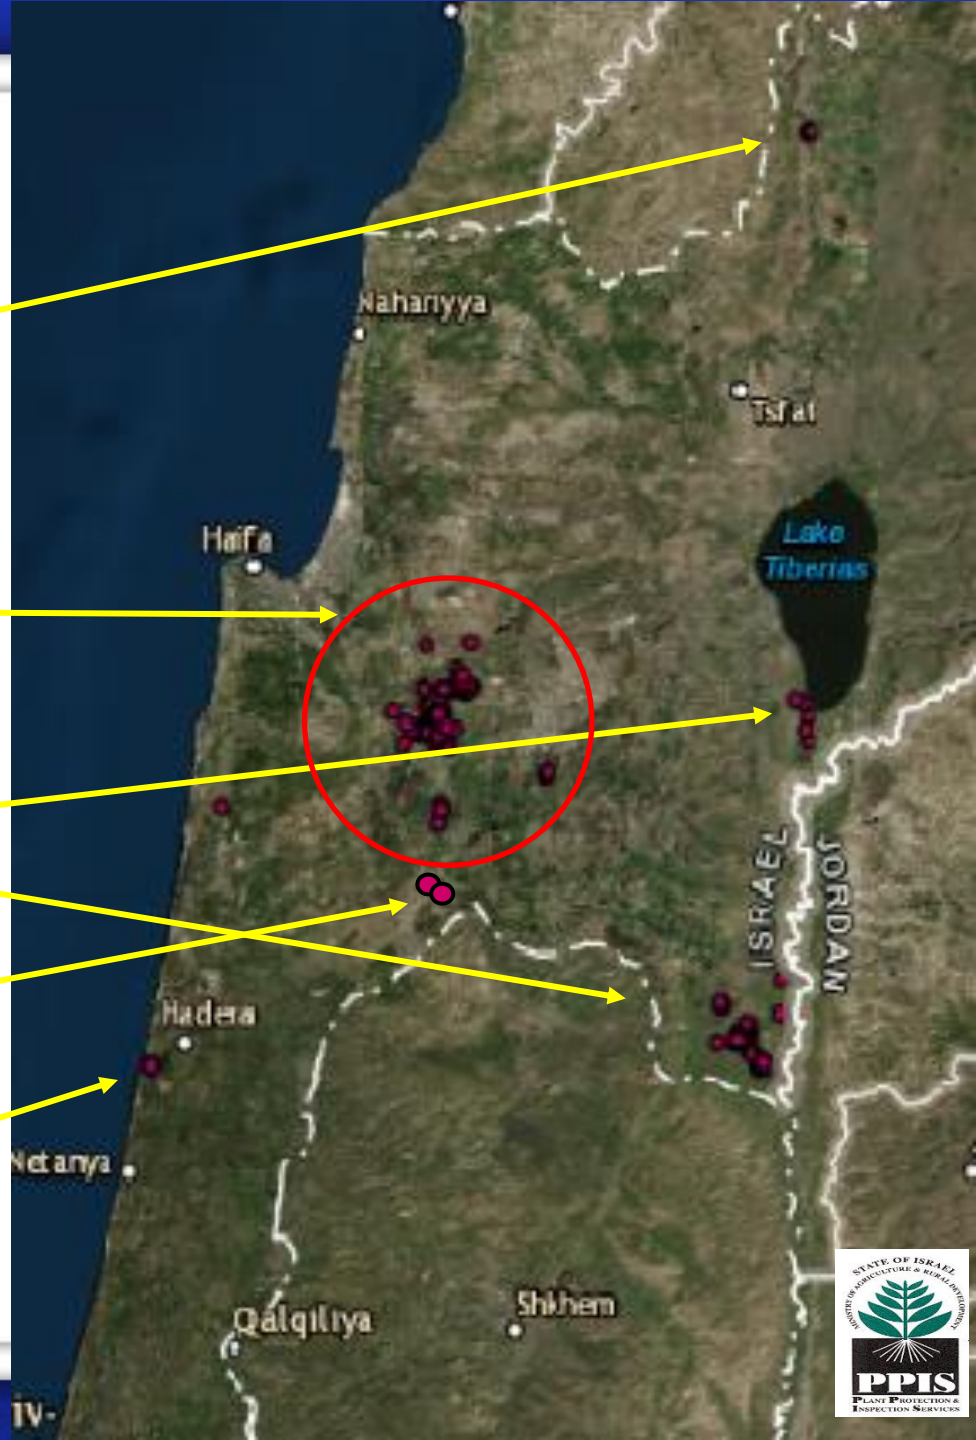 Nahariyya
Tsfat
Haifa
Lake
Tiberias
ISRAEL
JORDAN
Hadera
Netanya
Qalqiliya
Shkhem
IV-
STATE OF ISRAEL
MINISTRY OF AGRICULTURE & RURAL DEVELOPMENT
PPIS
PLANT PROTECTION &
INSPECTION SERVICES